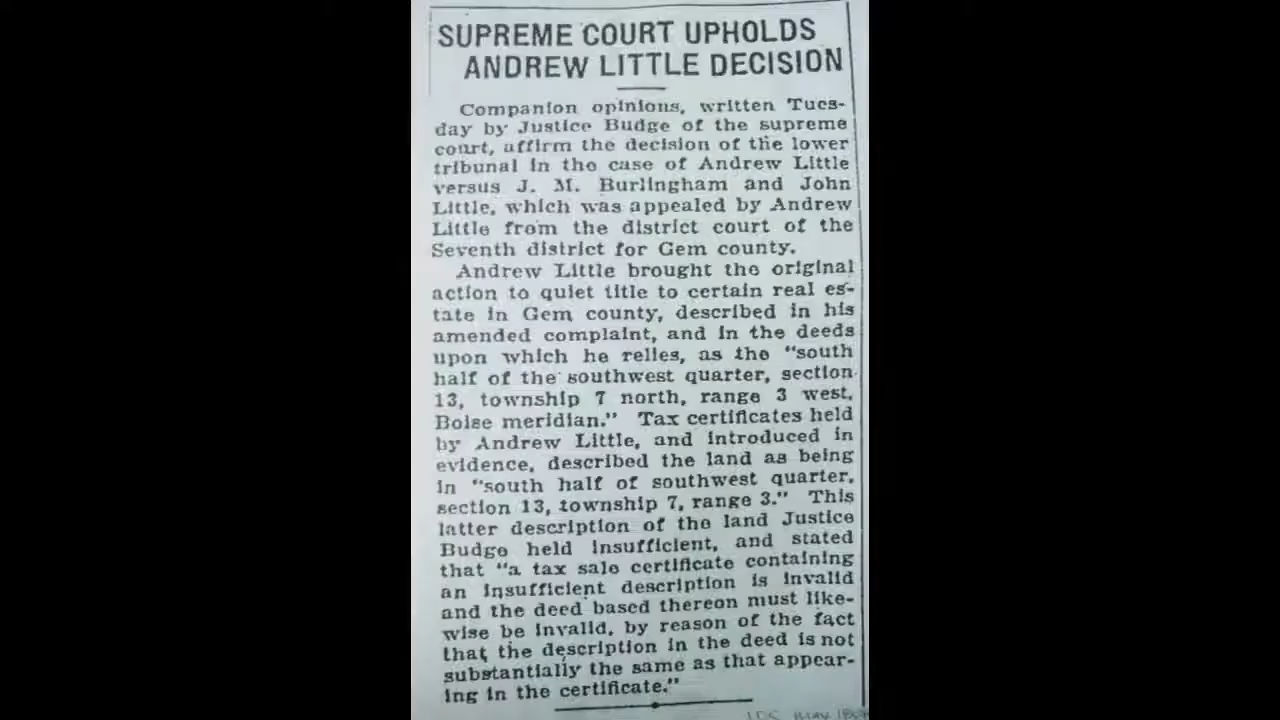 SUPREME COURT UPHOLDS
ANDREW LITTLE DECISION
Companion opinions, written Tues-
day by Justice Budge of the supreme
court, affirm the decision of the lower
tribunal in the case of Andrew Little
versus J. M. Burlingham and John
Little, which was appealed by Andrew
Little from the district court of the
Seventh district for Gem county.
Andrew Little brought the original
action to quiet title to certain real es-
tate in Gem county, described in his
amended complaint, and in the deeds
upon which he relies, as the "south
half of the southwest quarter, section
13, township 7 north, range 3 west,
Boise meridian." Tax certificates held
by Andrew Little, and introduced in
evidence, described the land as being
in "south half of southwest quarter,
section 13, township 7, range 3." This
latter description of the land Justice
Budge held insufficient, and stated
that "a tax sale certificate containing
an insufficient description is invalid
and the deed based thereon must like-
wise be invalid, by reason of the fact
that the description in the deed is not
substantially the same as that appear-
ing in the certificate."